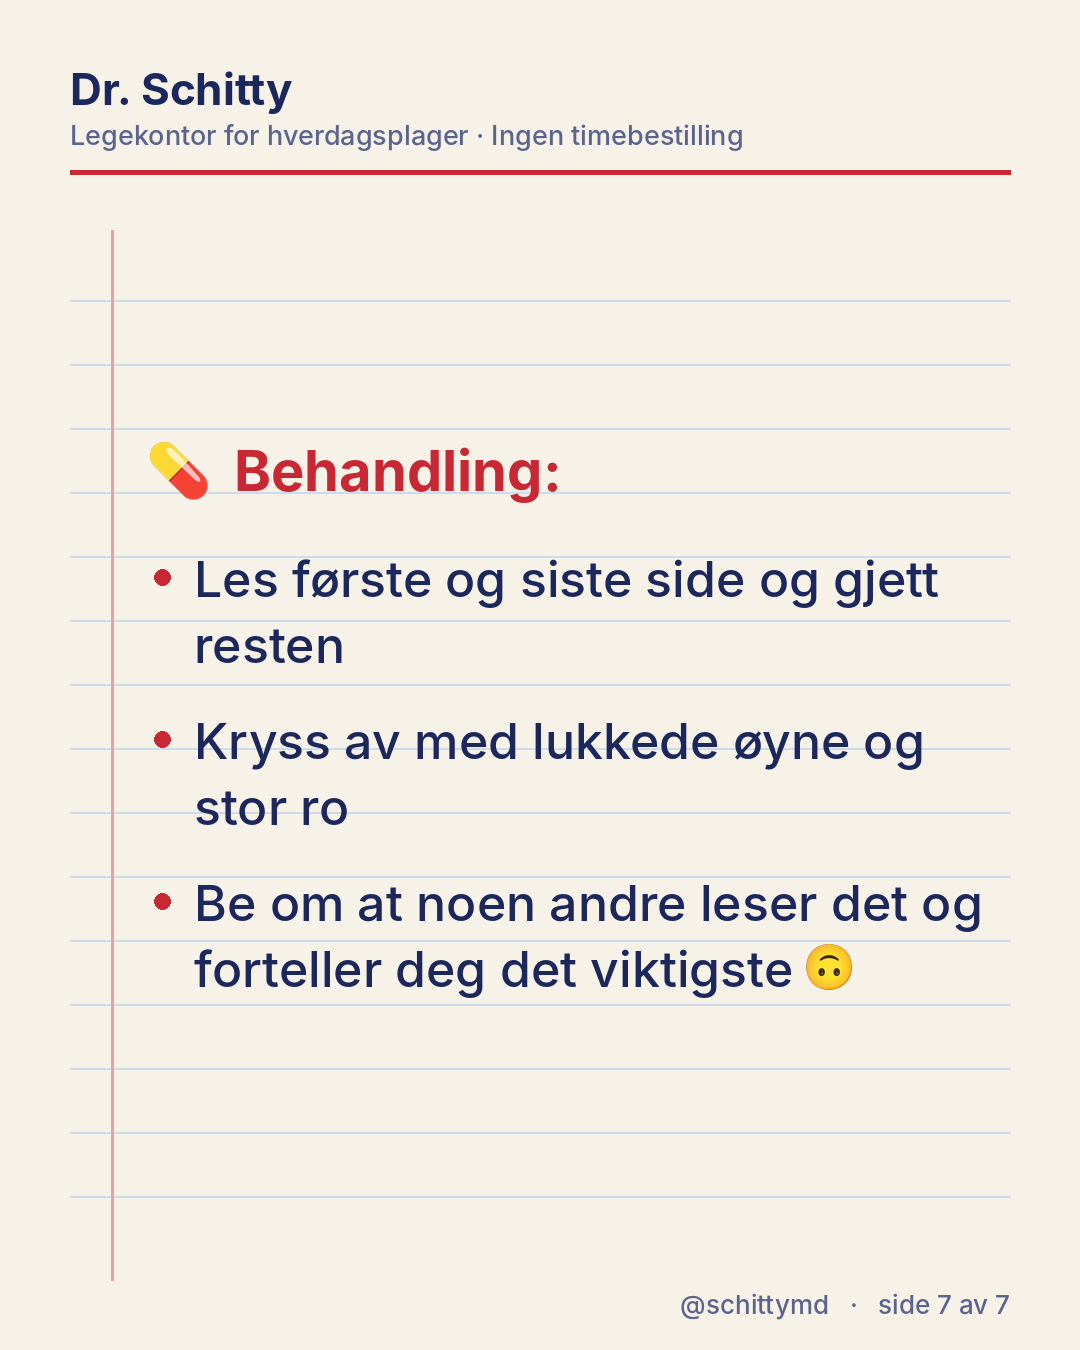 Dr. Schitty
Legekontor for hverdagsplager · Ingen timebestilling
💊 Behandling:
• Les første og siste side og gjett
resten
• Kryss av med lukkede øyne og
stor ro
• Be om at noen andre leser det og
forteller deg det viktigste 🙃
@schittymd · side 7 av 7